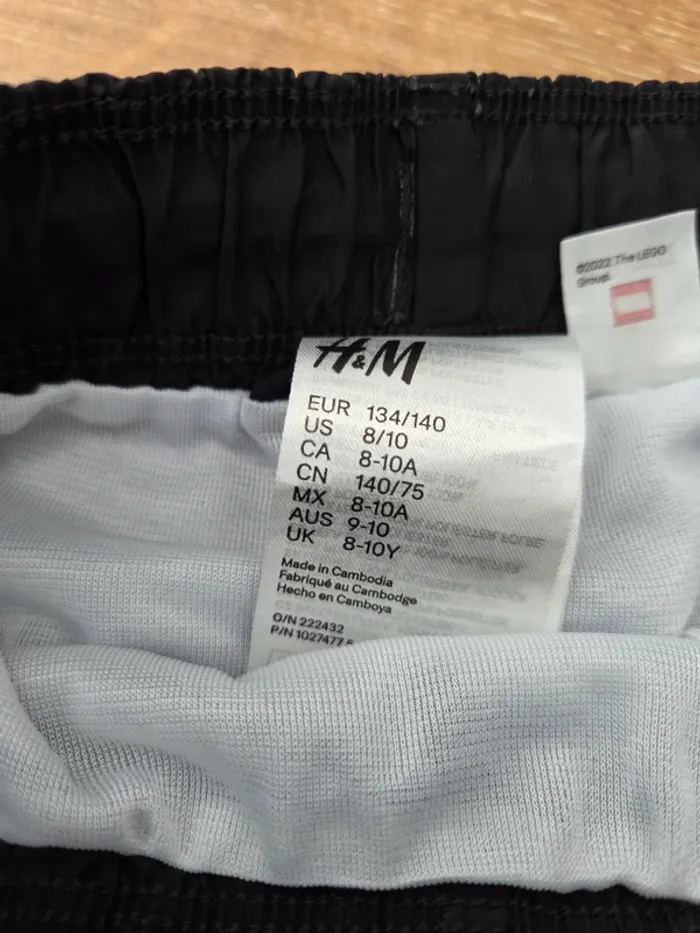 ©2022 The LEGO
Group.
H&M
EUR 134/140
US 8/10
CA 8-10A
CN 140/75
MX 8-10A
AUS 9-10
UK 8-10Y
Made in Cambodia
Fabriqué au Cambodge
Hecho en Camboya
O/N 222432
P/N 1027477